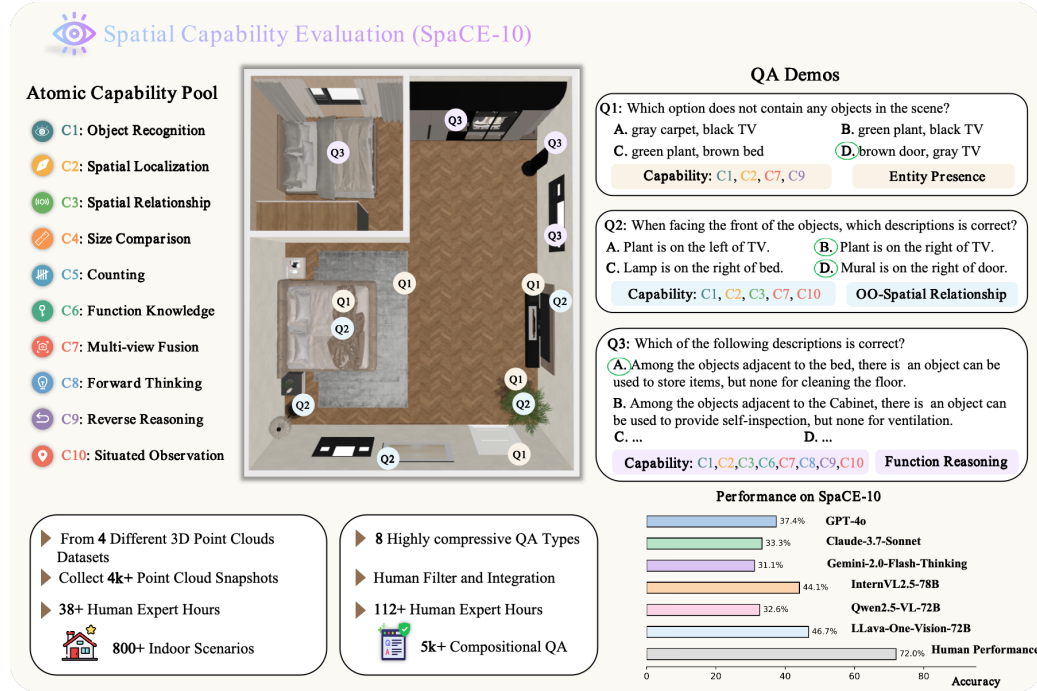 Spatial Capability Evaluation (SpaCE-10)
Atomic Capability Pool
C1: Object Recognition
C2: Spatial Localization
C3: Spatial Relationship
C4: Size Comparison
C5: Counting
C6: Function Knowledge
C7: Multi-view Fusion
C8: Forward Thinking
C9: Reverse Reasoning
C10: Situated Observation
Q3
Q3
Q3
Q3
Q1
Q1
Q1
Q2
Q2
Q1
Q2
Q2
Q2
Q1
QA Demos
Q1: Which option does not contain any objects in the scene?
A. gray carpet, black TV
B. green plant, black TV
C. green plant, brown bed
D. brown door, gray TV
Capability: C1, C2, C7, C9
Entity Presence
Q2: When facing the front of the objects, which descriptions is correct?
A. Plant is on the left of TV.
B. Plant is on the right of TV.
C. Lamp is on the right of bed.
D. Mural is on the right of door.
Capability: C1, C2, C3, C7, C10
OO-Spatial Relationship
Q3: Which of the following descriptions is correct?
A. Among the objects adjacent to the bed, there is an object can be
used to store items, but none for cleaning the floor.
B. Among the objects adjacent to the Cabinet, there is an object can
be used to provide self-inspection, but none for ventilation.
C. ...
D. ...
Capability: C1,C2,C3,C6,C7,C8,C9,C10
Function Reasoning
From 4 Different 3D Point Clouds
Datasets
Collect 4k+ Point Cloud Snapshots
38+ Human Expert Hours
800+ Indoor Scenarios
8 Highly compressive QA Types
Human Filter and Integration
112+ Human Expert Hours
5k+ Compositional QA
Performance on SpaCE-10
37.4% GPT-4o
33.3% Claude-3.7-Sonnet
31.1% Gemini-2.0-Flash-Thinking
44.1% InternVL2.5-78B
32.6% Qwen2.5-VL-72B
46.7% LLava-One-Vision-72B
72.0% Human Performance
0 20 40 60 80
Accuracy